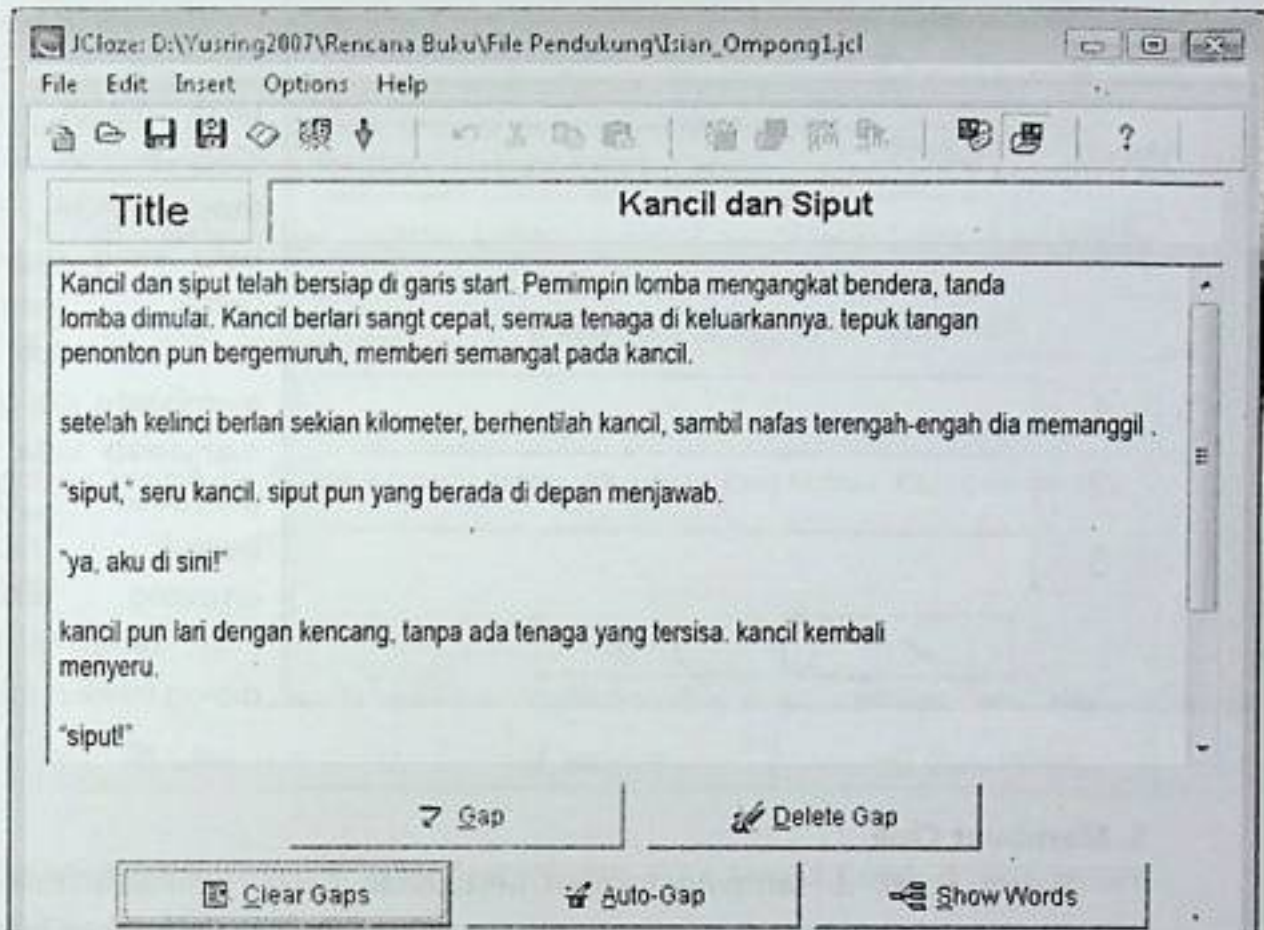 JCloze: D:\Yusring2007\Rencana Buku\File Pendukung\Isian_Ompong1.jcl
File Edit Insert Options Help
?
Title
Kancil dan Siput
Kancil dan siput telah bersiap di garis start. Pemimpin lomba mengangkat bendera, tanda
lomba dimulai. Kancil berlari sangt cepat, semua tenaga di keluarkannya. tepuk tangan
penonton pun bergemuruh, memberi semangat pada kancil.
setelah kelinci berlari sekian kilometer, berhentilah kancil, sambil nafas terengah-engah dia memanggil .
"siput," seru kancil. siput pun yang berada di depan menjawab.
"ya, aku di sini!"
kancil pun lari dengan kencang, tanpa ada tenaga yang tersisa. kancil kembali
menyeru.
"siput!"
Gap
Delete Gap
Clear Gaps
Auto-Gap
Show Words